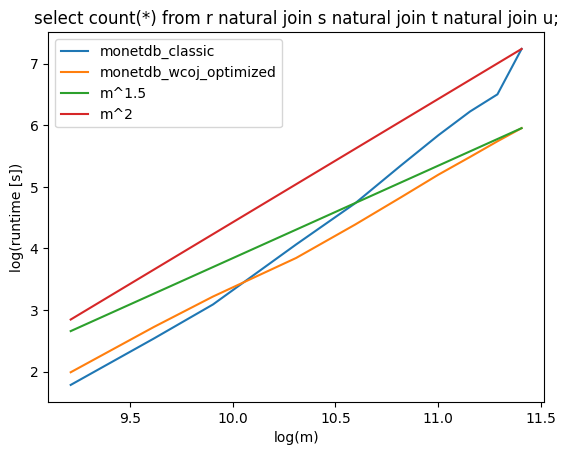 select count(*) from r natural join s natural join t natural join u;
monetdb_classic
monetdb_wcoj_optimized
m^1.5
m^2
7
6
5
4
3
2
log(runtime [s])
9.5
10.0
10.5
11.0
11.5
log(m)